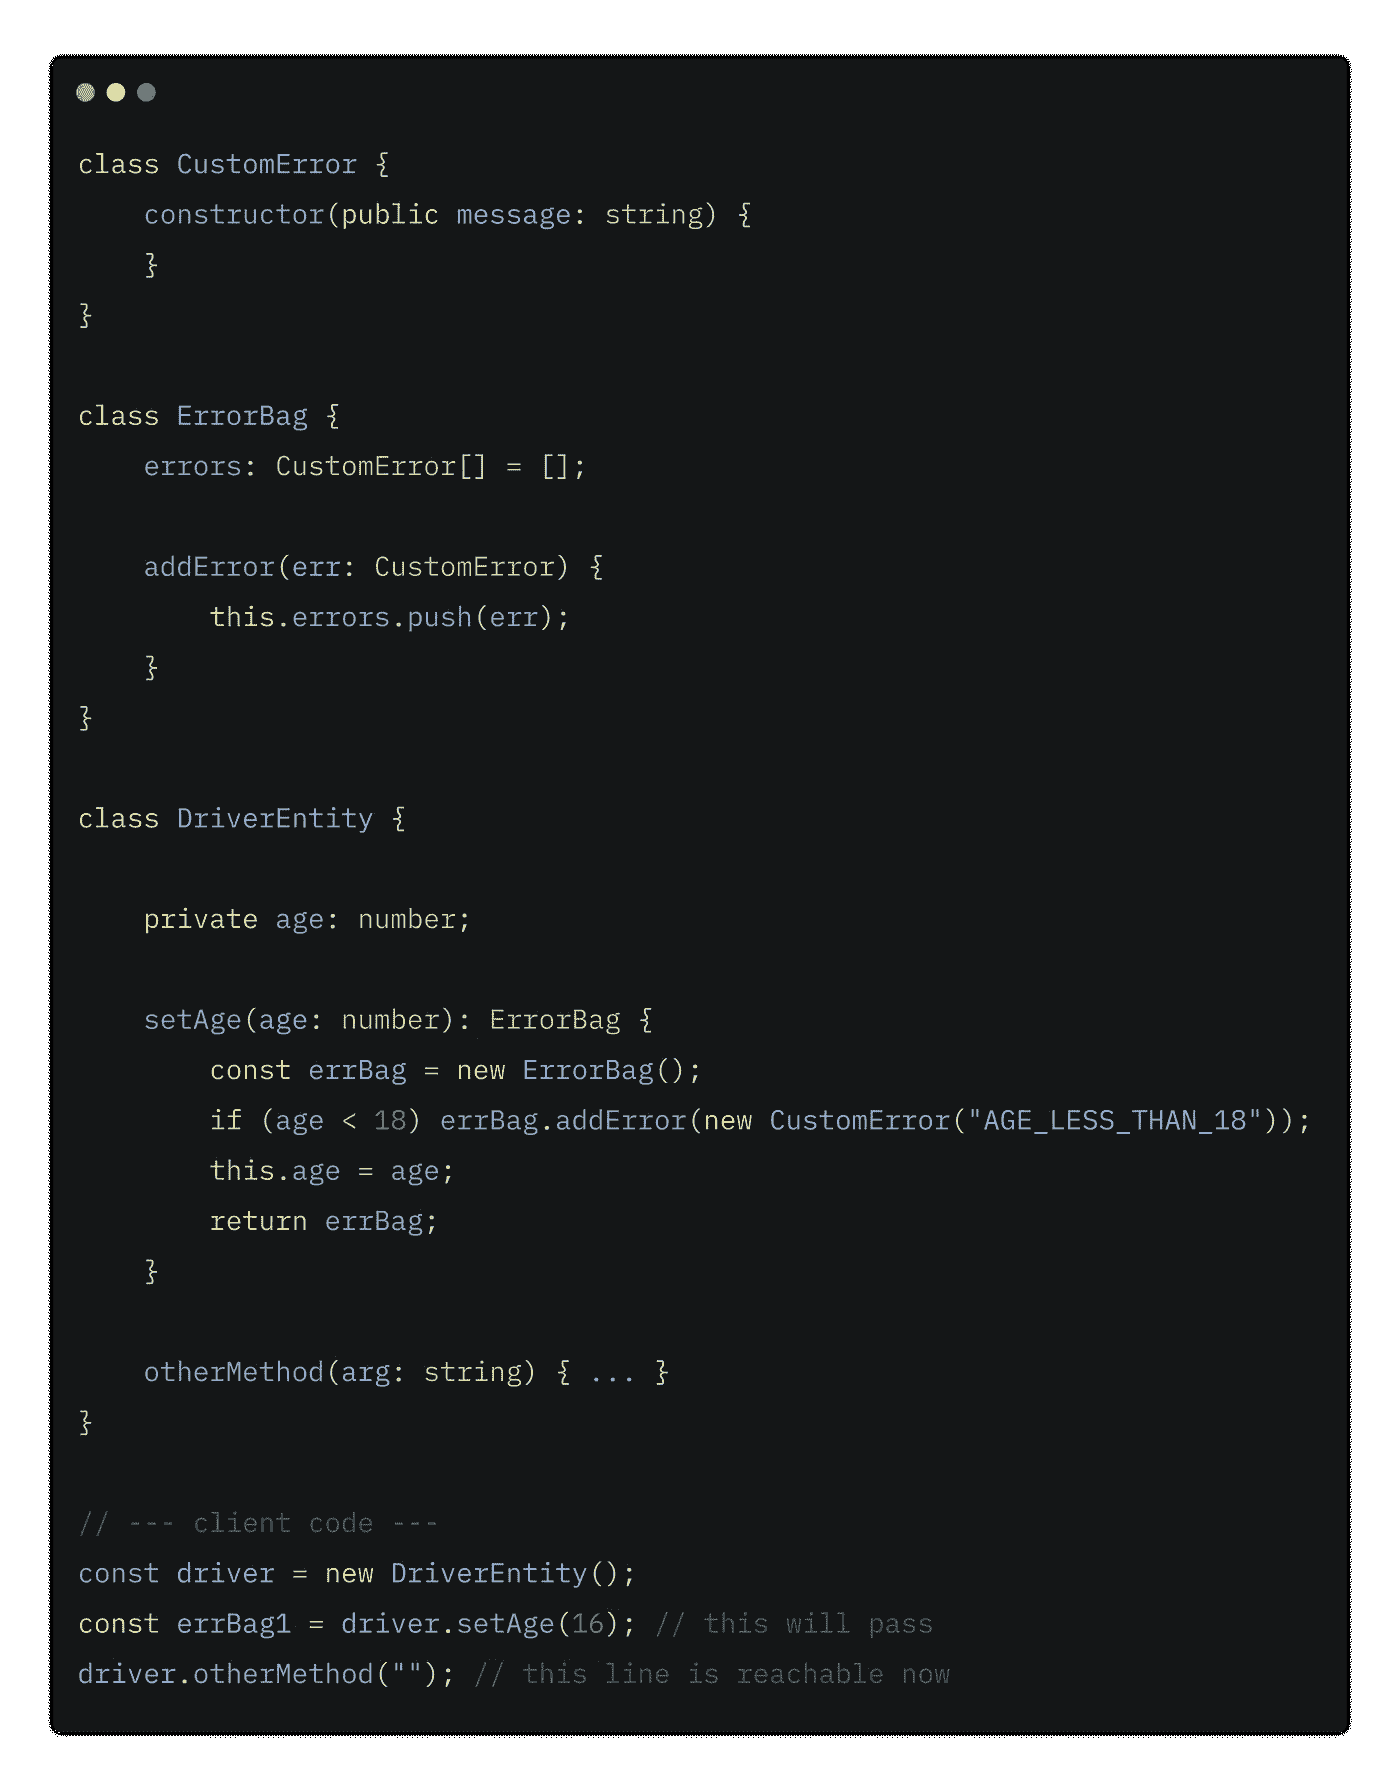 class CustomError {
    constructor(public message: string) {
    }
}

class ErrorBag {
    errors: CustomError[] = [];

    addError(err: CustomError) {
        this.errors.push(err);
    }
}

class DriverEntity {

    private age: number;

    setAge(age: number): ErrorBag {
        const errBag = new ErrorBag();
        if (age < 18) errBag.addError(new CustomError("AGE_LESS_THAN_18"));
        this.age = age;
        return errBag;
    }

    otherMethod(arg: string) { ... }
}

// --- client code ---
const driver = new DriverEntity();
const errBag1 = driver.setAge(16); // this will pass
driver.otherMethod(""); // this line is reachable now